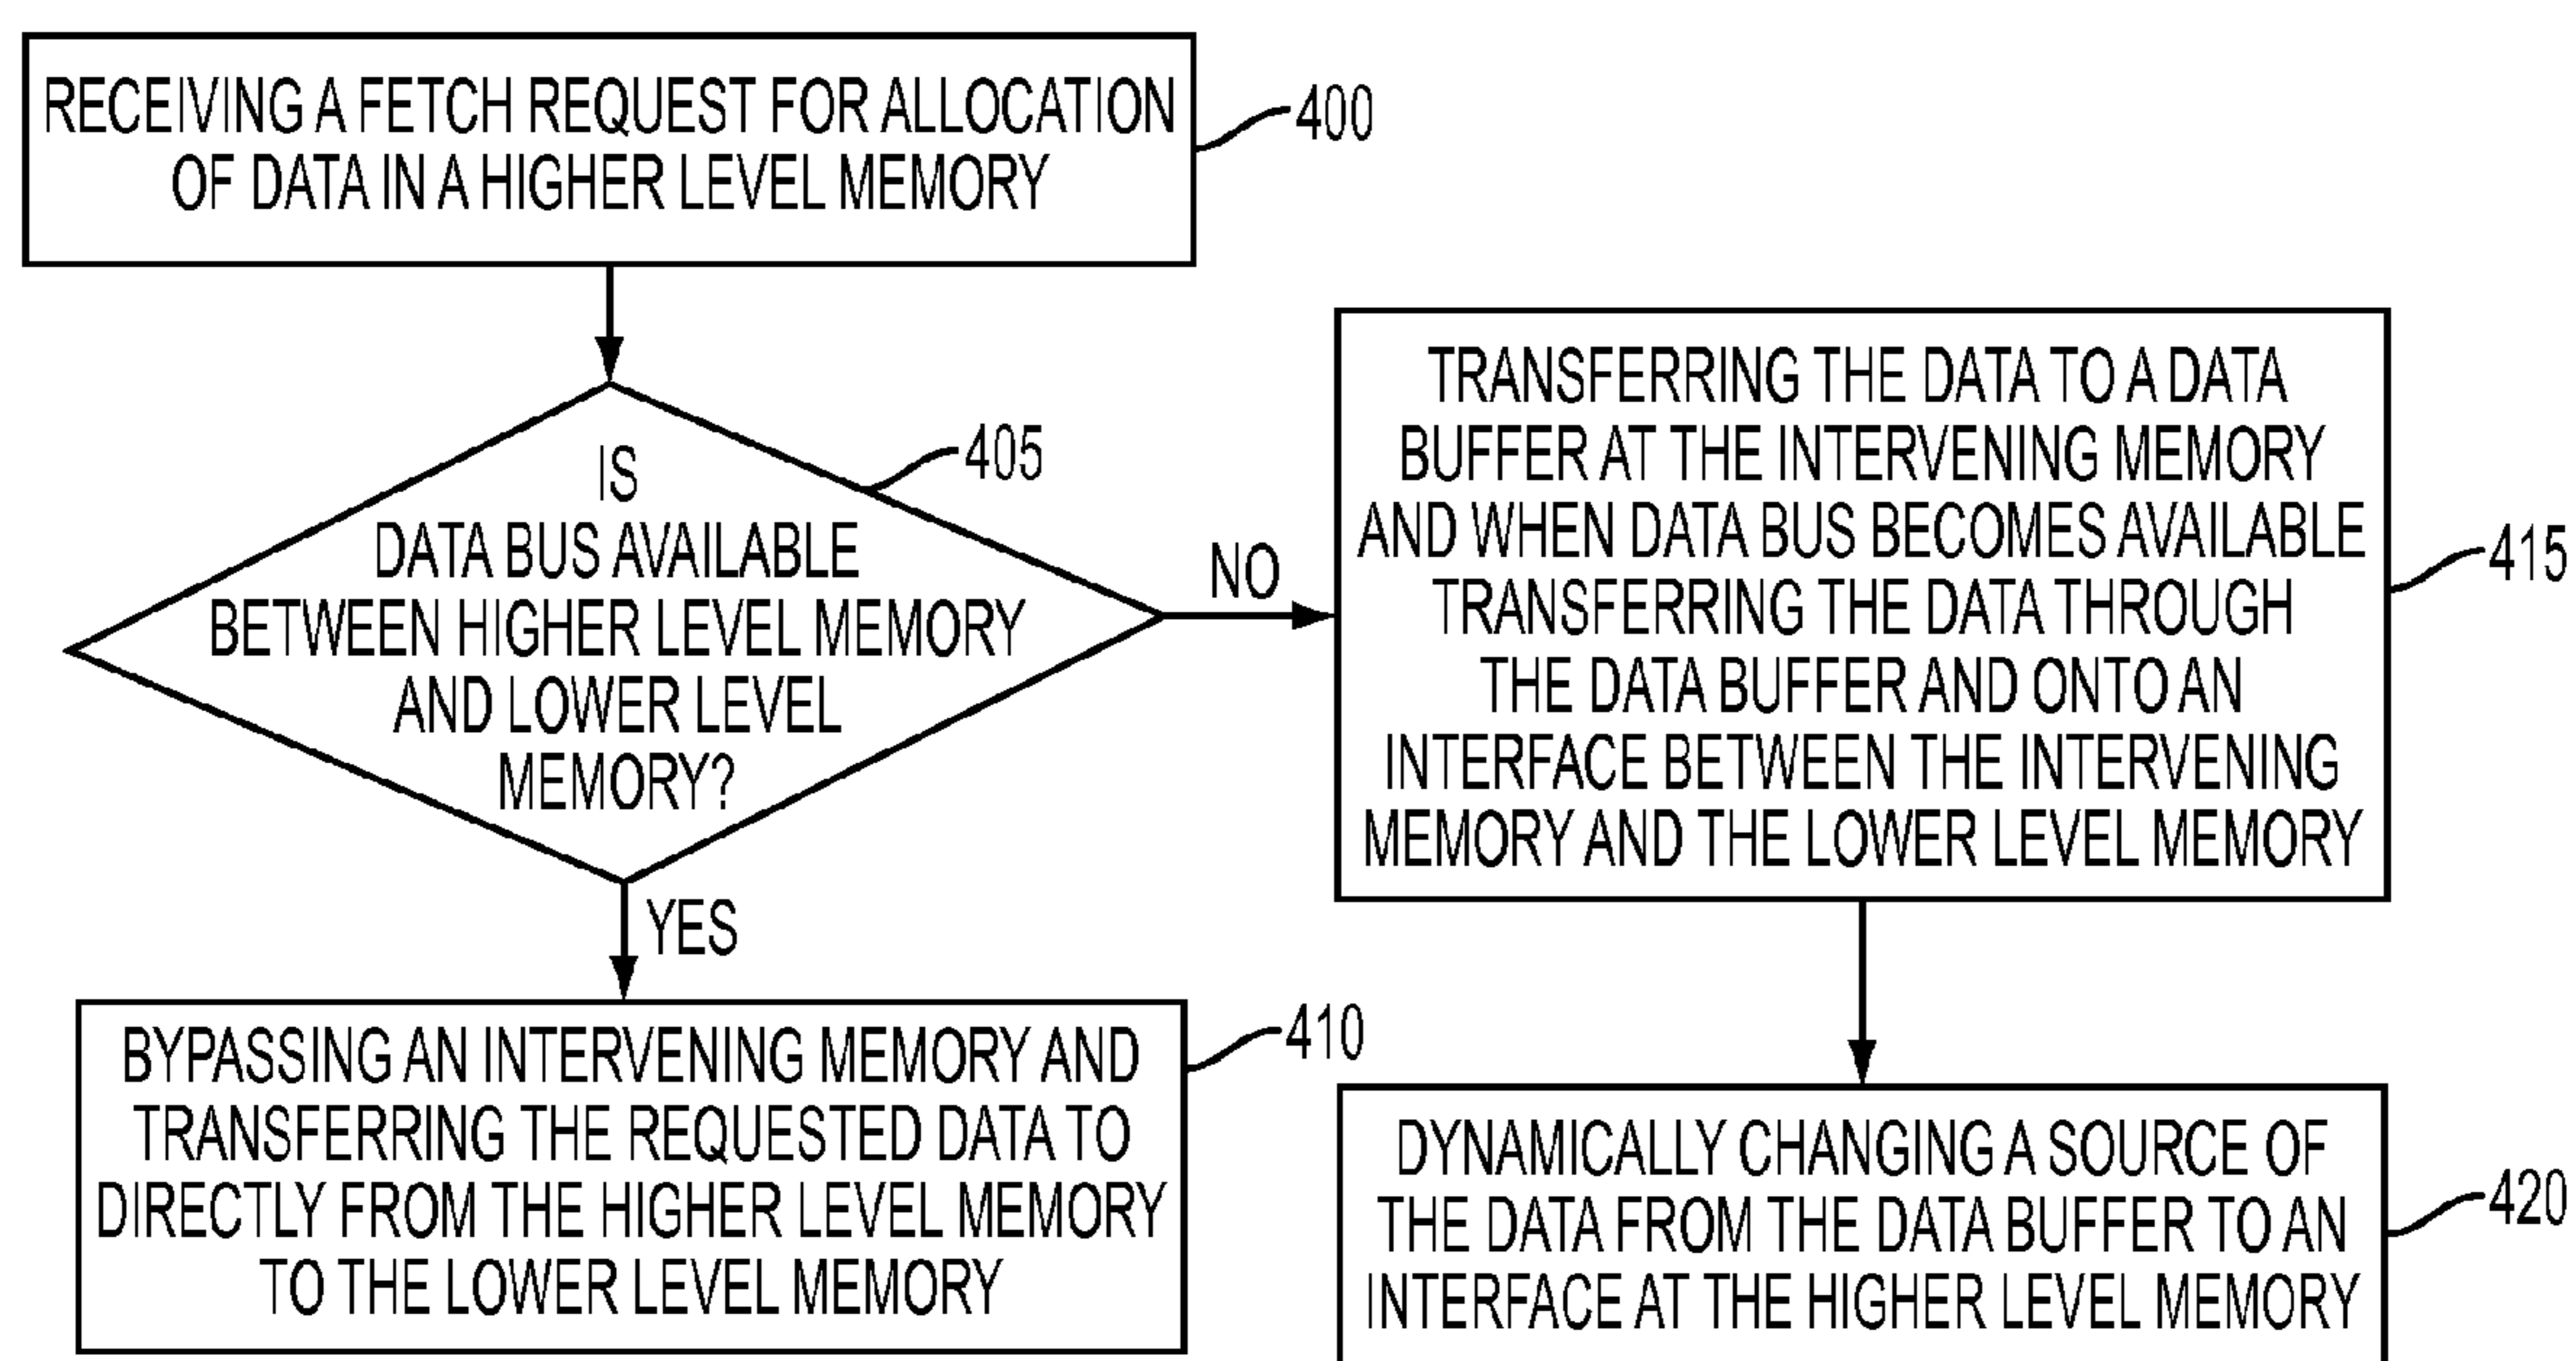 RECEIVING A FETCH REQUEST FOR ALLOCATION
OF DATA IN A HIGHER LEVEL MEMORY
400
IS
DATA BUS AVAILABLE
BETWEEN HIGHER LEVEL MEMORY
AND LOWER LEVEL
MEMORY?
405
NO
YES
BYPASSING AN INTERVENING MEMORY AND
TRANSFERRING THE REQUESTED DATA TO
DIRECTLY FROM THE HIGHER LEVEL MEMORY
TO THE LOWER LEVEL MEMORY
410
TRANSFERRING THE DATA TO A DATA
BUFFER AT THE INTERVENING MEMORY
AND WHEN DATA BUS BECOMES AVAILABLE
TRANSFERRING THE DATA THROUGH
THE DATA BUFFER AND ONTO AN
INTERFACE BETWEEN THE INTERVENING
MEMORY AND THE LOWER LEVEL MEMORY
415
DYNAMICALLY CHANGING A SOURCE OF
THE DATA FROM THE DATA BUFFER TO AN
INTERFACE AT THE HIGHER LEVEL MEMORY
420